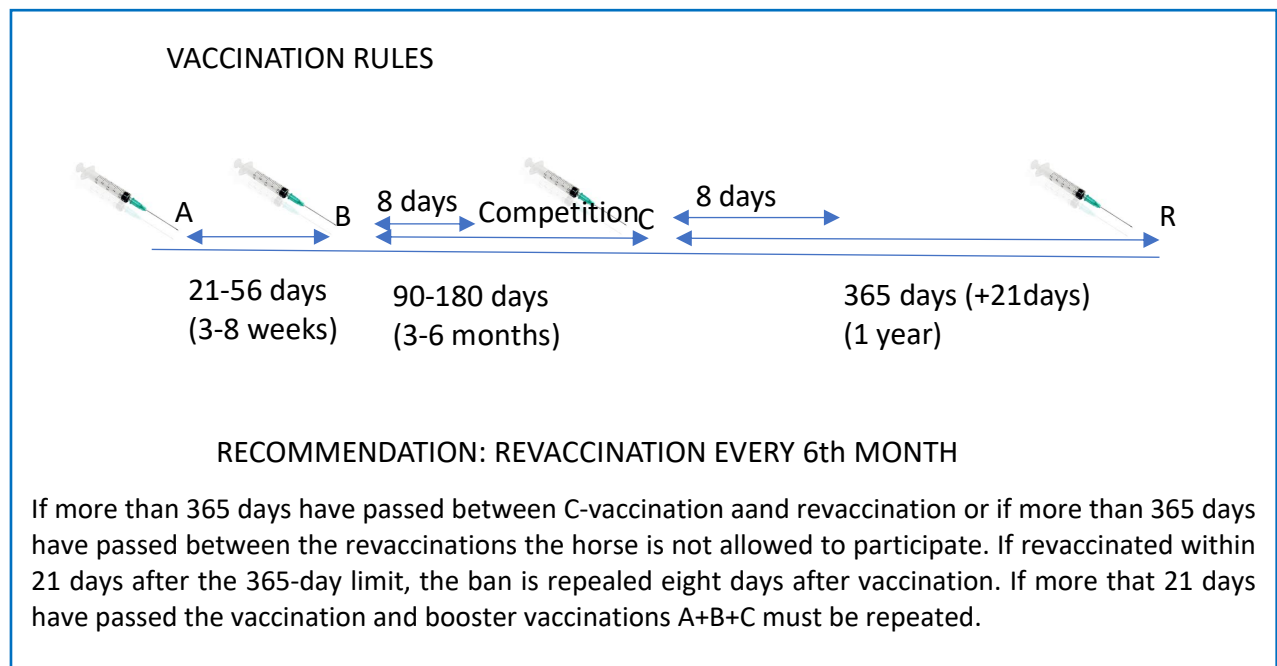 VACCINATION RULES
A
B
8 days
Competition
C
8 days
R
21-56 days
(3-8 weeks)
90-180 days
(3-6 months)
365 days (+21days)
(1 year)
RECOMMENDATION: REVACCINATION EVERY 6th MONTH
If more than 365 days have passed between C-vaccination aand revaccination or if more than 365 days
have passed between the revaccinations the horse is not allowed to participate. If revaccinated within
21 days after the 365-day limit, the ban is repealed eight days after vaccination. If more that 21 days
have passed the vaccination and booster vaccinations A+B+C must be repeated.